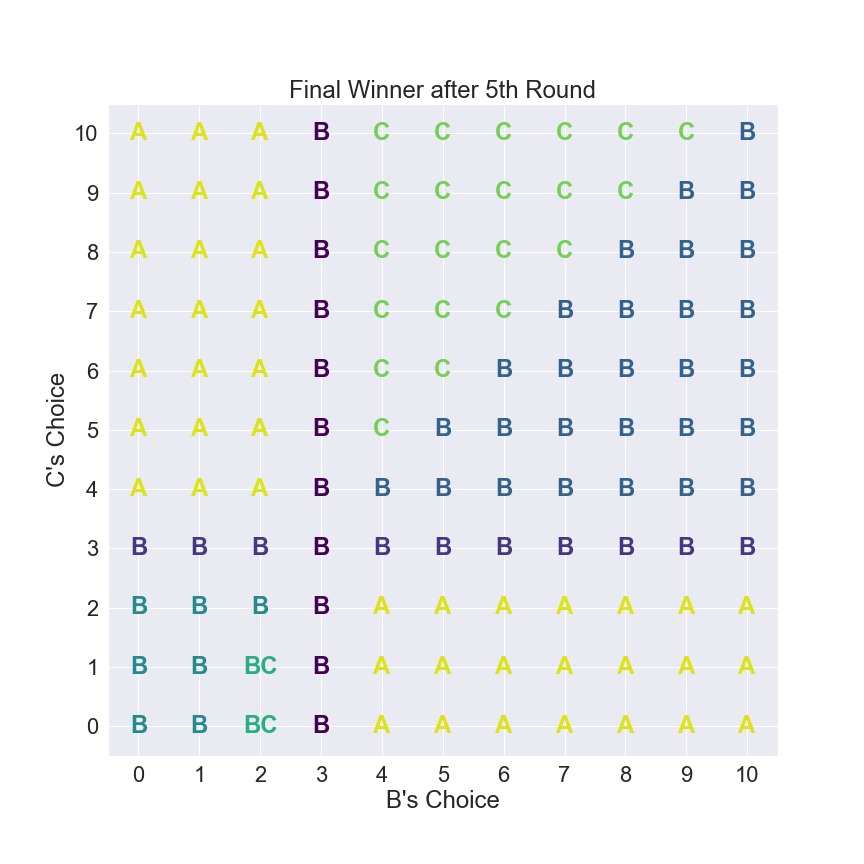 Final Winner after 5th Round
10 A A A B C C C C C C B
9 A A A B C C C C C B B
8 A A A B C C C C B B B
7 A A A B C C C B B B B
6 A A A B C C B B B B B
5 A A A B C B B B B B B
4 A A A B B B B B B B B
3 B B B B B B B B B B B
2 B B B B A A A A A A A
1 B B BC B A A A A A A A
0 B B BC B A A A A A A A
0 1 2 3 4 5 6 7 8 9 10
B's Choice
C's Choice